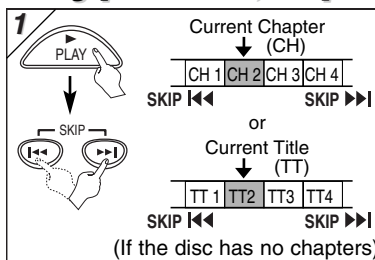 1
PLAY
SKIP
Current Chapter
(CH)
CH 1 CH 2 CH 3 CH 4
SKIP SKIP
or
Current Title
(TT)
TT 1 TT2 TT3 TT4
SKIP SKIP
(If the disc has no chapters)